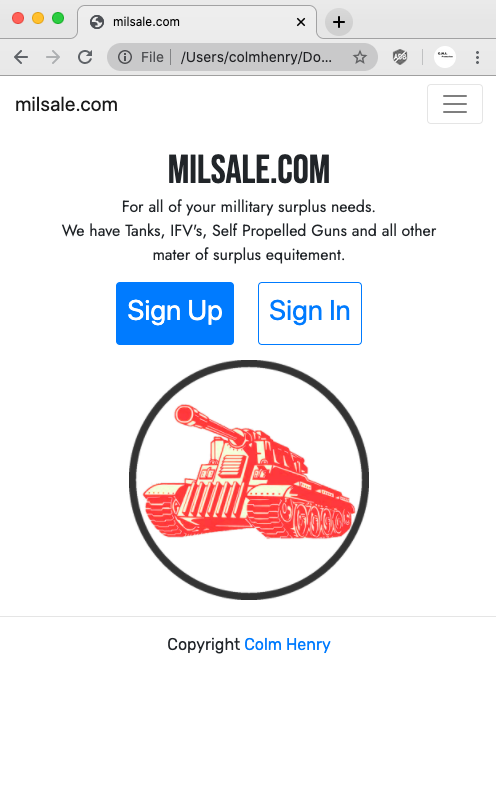 milsale.com
File /Users/colmhenry/Do...
milsale.com
MILSALE.COM
For all of your millitary surplus needs.
We have Tanks, IFV's, Self Propelled Guns and all other
mater of surplus equitement.
Sign Up Sign In
Copyright Colm Henry